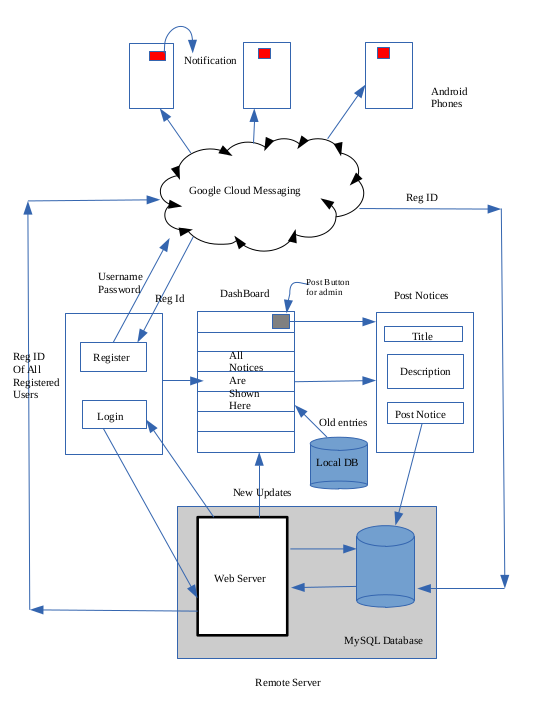 Notification
Android
Phones
Google Cloud Messaging
Reg ID
Username
Password
Reg Id
DashBoard
Post Button
for admin
Post Notices
Register
Login
Reg ID
Of All
Registered
Users
All
Notices
Are
Shown
Here
Title
Description
Post Notice
Old entries
Local DB
New Updates
Web Server
MySQL Database
Remote Server